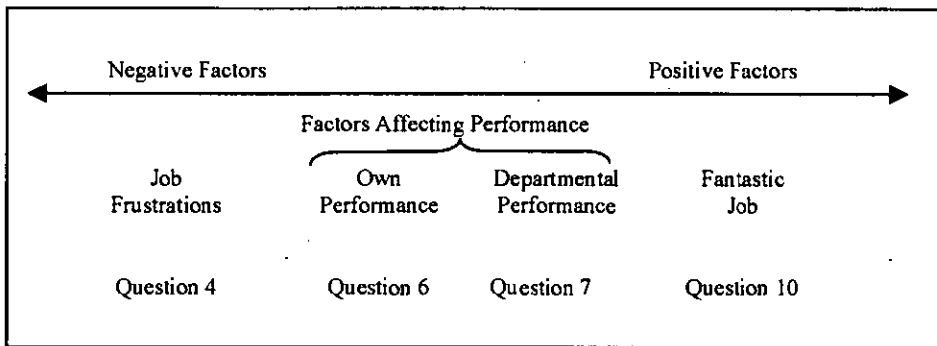 Negative Factors Positive Factors
Factors Affecting Performance
Job Own Departmental Fantastic
Frustrations Performance Performance Job
Question 4 Question 6 Question 7 Question 10